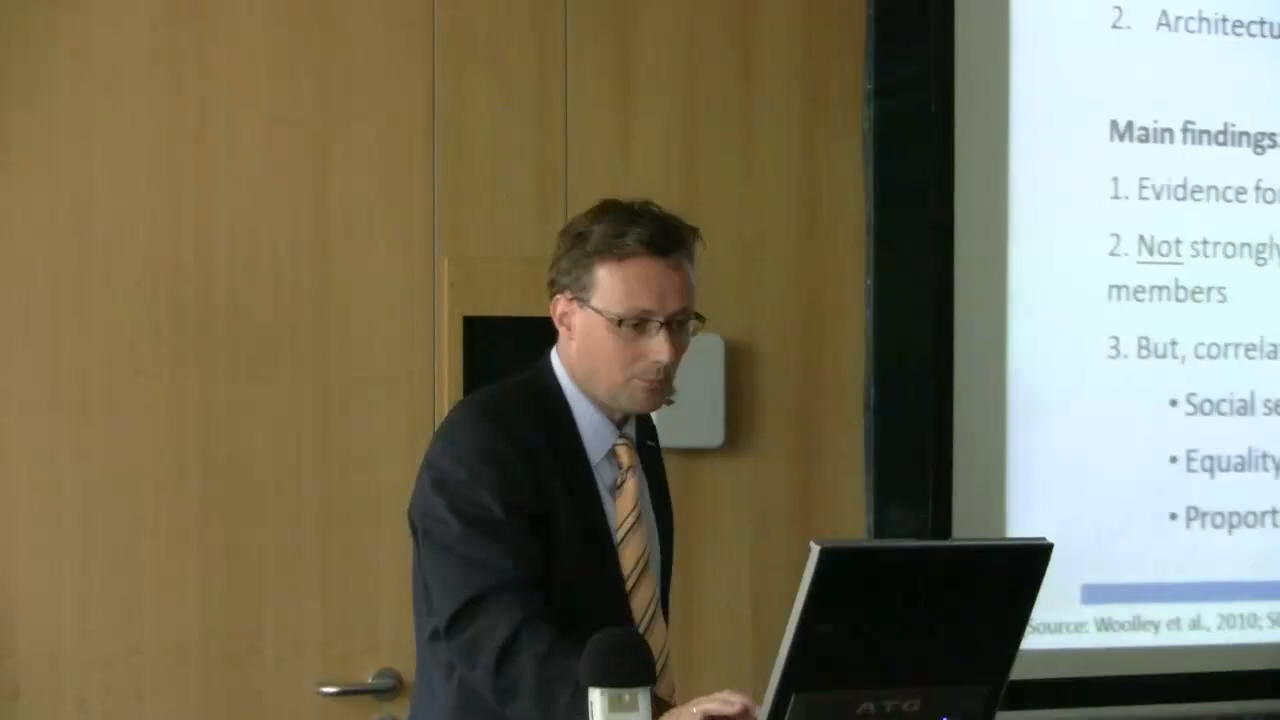 2. Architectu
Main findings
1. Evidence fo
2. Not strongly
members
3. But, correla
• Social se
• Equality
• Proport
Source: Woolley et al., 2010; S
ATG